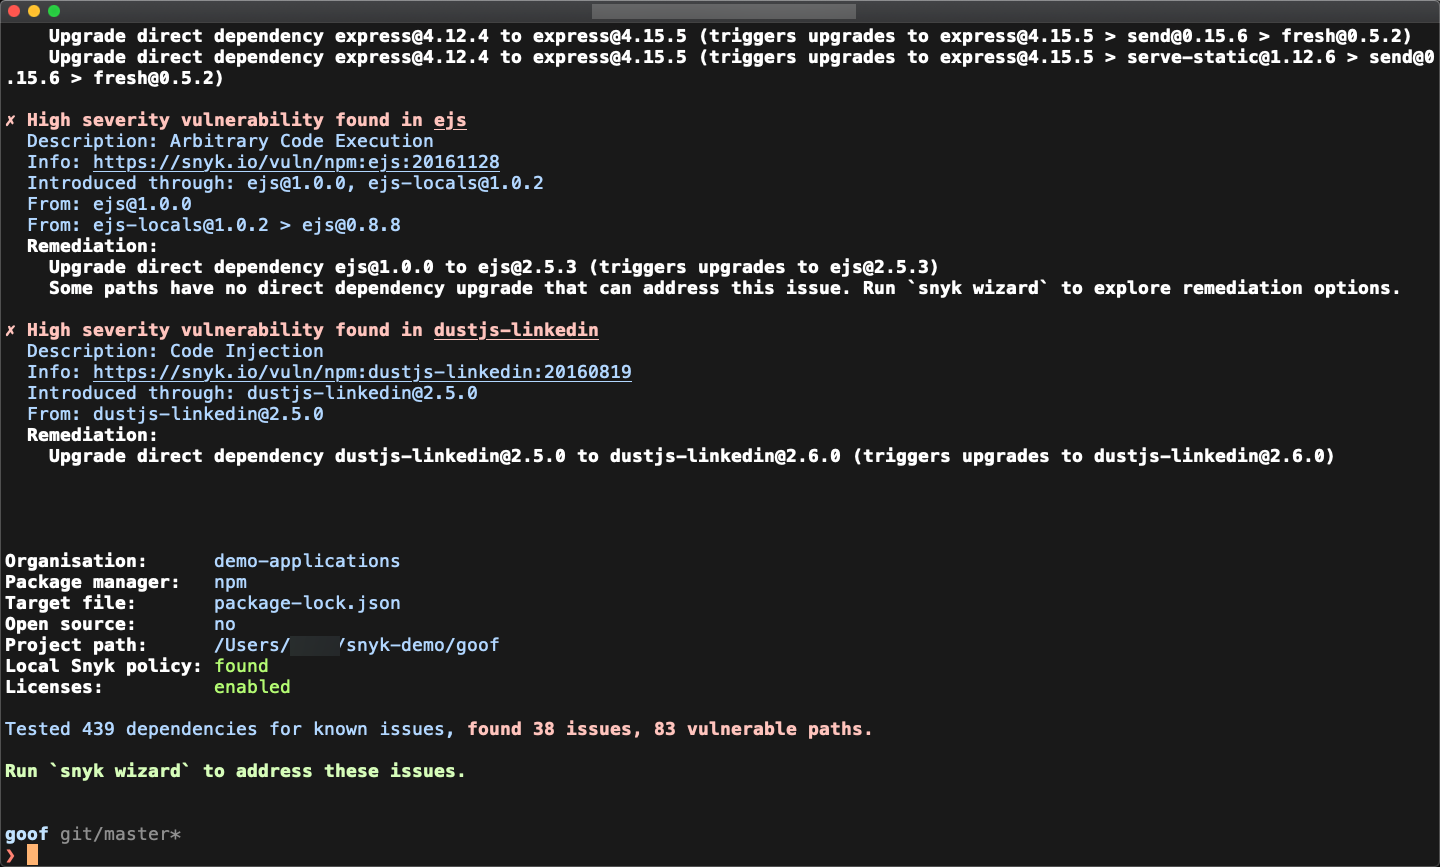 Upgrade direct dependency express@4.12.4 to express@4.15.5 (triggers upgrades to express@4.15.5 > send@0.15.6 > fresh@0.5.2)
Upgrade direct dependency express@4.12.4 to express@4.15.5 (triggers upgrades to express@4.15.5 > serve-static@1.12.6 > send@0
.15.6 > fresh@0.5.2)
✗ High severity vulnerability found in ejs
Description: Arbitrary Code Execution
Info: https://snyk.io/vuln/npm:ejs:20161128
Introduced through: ejs@1.0.0, ejs-locals@1.0.2
From: ejs@1.0.0
From: ejs-locals@1.0.2 > ejs@0.8.8
Remediation:
Upgrade direct dependency ejs@1.0.0 to ejs@2.5.3 (triggers upgrades to ejs@2.5.3)
Some paths have no direct dependency upgrade that can address this issue. Run `snyk wizard` to explore remediation options.
✗ High severity vulnerability found in dustjs-linkedin
Description: Code Injection
Info: https://snyk.io/vuln/npm:dustjs-linkedin:20160819
Introduced through: dustjs-linkedin@2.5.0
From: dustjs-linkedin@2.5.0
Remediation:
Upgrade direct dependency dustjs-linkedin@2.5.0 to dustjs-linkedin@2.6.0 (triggers upgrades to dustjs-linkedin@2.6.0)
Organisation: demo-applications
Package manager: npm
Target file: package-lock.json
Open source: no
Project path: /Users/ /snyk-demo/goof
Local Snyk policy: found
Licenses: enabled
Tested 439 dependencies for known issues, found 38 issues, 83 vulnerable paths.
Run `snyk wizard` to address these issues.
goof git/master*
❯